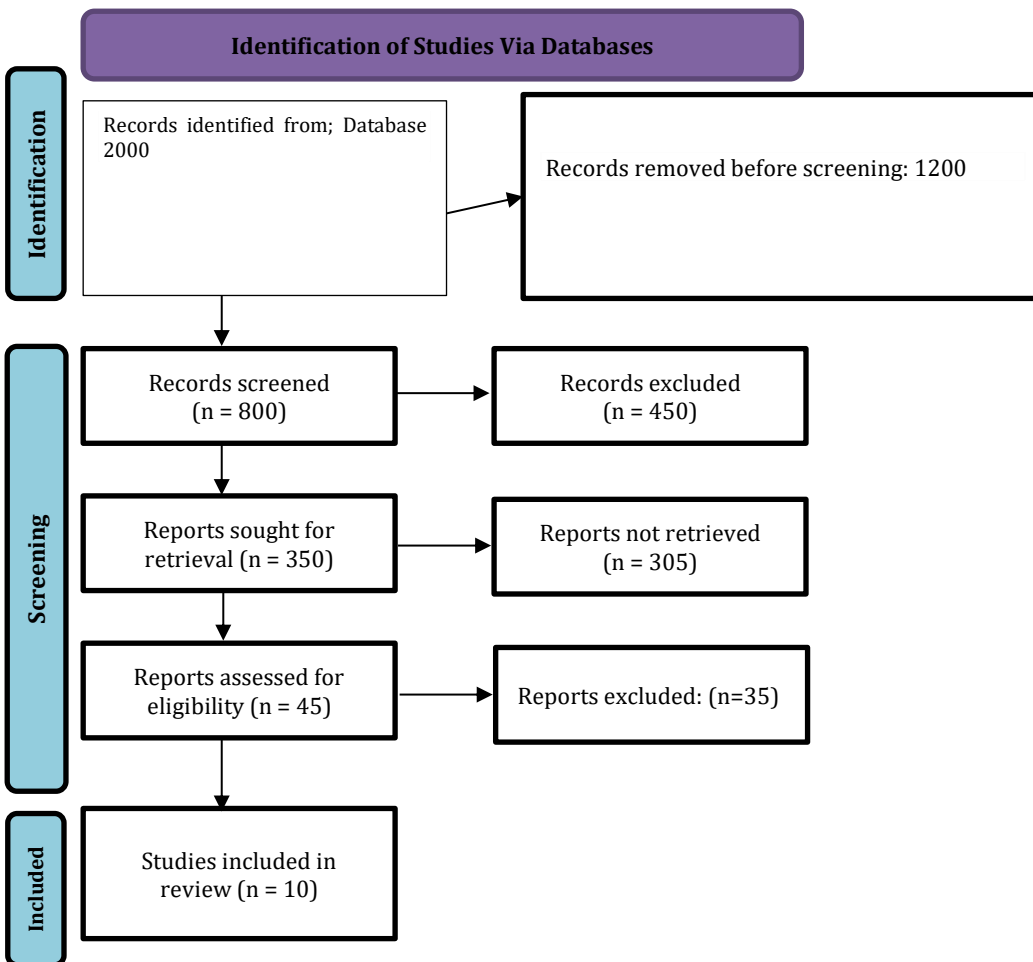 Identification of Studies Via Databases
Identification
Records identified from; Database
2000
Records removed before screening: 1200
Screening
Records screened
(n = 800)
Records excluded
(n = 450)
Reports sought for
retrieval (n = 350)
Reports not retrieved
(n = 305)
Reports assessed for
eligibility (n = 45)
Reports excluded: (n=35)
Included
Studies included in
review (n = 10)